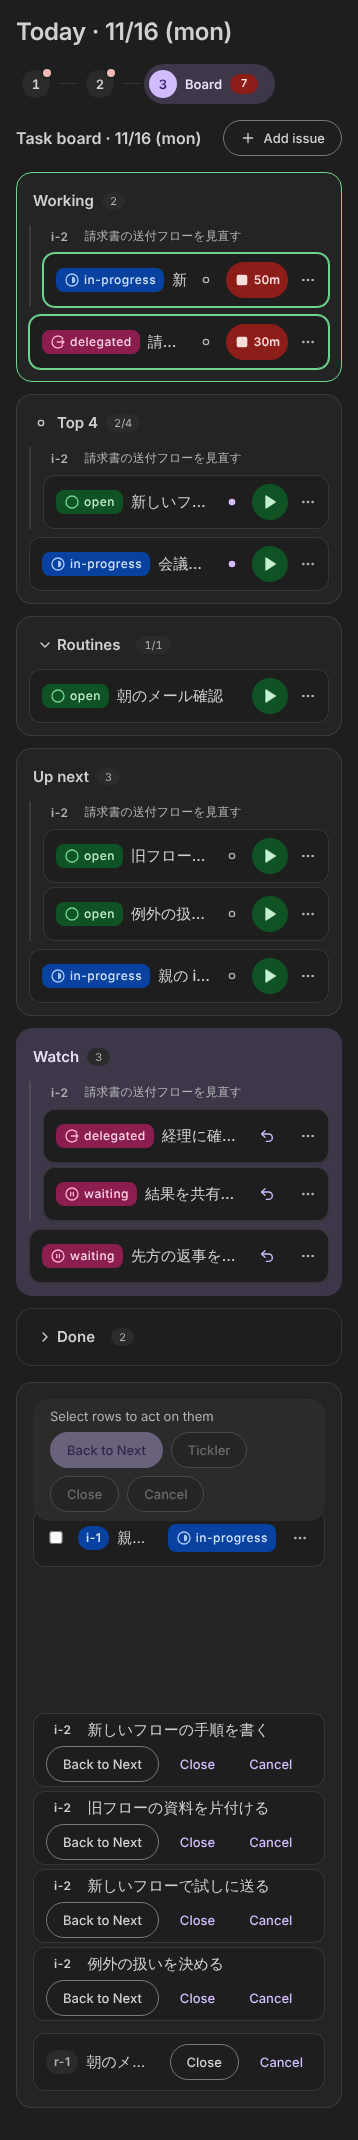 Today · 11/16 (mon)
1
2
3 Board 7
Task board · 11/16 (mon)
Add issue
Working 2
i-2 請求書の送付フローを見直す
in-progress 新 50m
delegated 請... 30m
Top 4 2/4
i-2 請求書の送付フローを見直す
open 新しいフ...
in-progress 会議...
Routines 1/1
open 朝のメール確認
Up next 3
i-2 請求書の送付フローを見直す
open 旧フロー...
open 例外の扱...
in-progress 親の i...
Watch 3
i-2 請求書の送付フローを見直す
delegated 経理に確...
waiting 結果を共有...
waiting 先方の返事を...
Done 2
Select rows to act on them
Back to Next Tickler
Close Cancel
i-1 親... in-progress
i-2 新しいフローの手順を書く
Back to Next Close Cancel
i-2 旧フローの資料を片付ける
Back to Next Close Cancel
i-2 新しいフローで試しに送る
Back to Next Close Cancel
i-2 例外の扱いを決める
Back to Next Close Cancel
r-1 朝のメ... Close Cancel